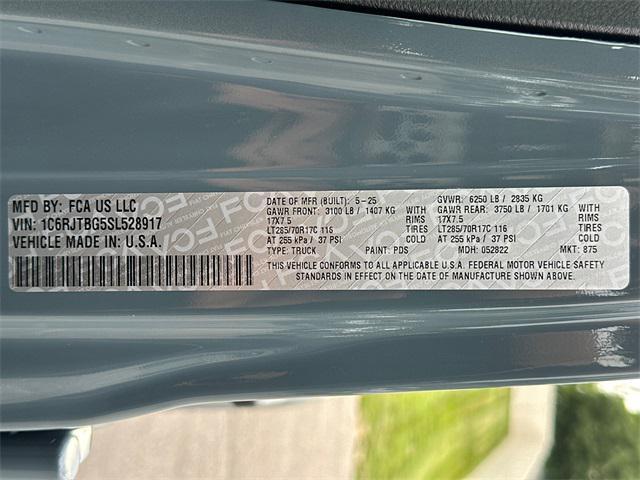 MFD BY: FCA US LLC
VIN: 1C6RJTBG5SL528917
VEHICLE MADE IN U.S.A.
DATE OF MFR (BUILT): 5-25 GVWR: 6250 LB / 2835 KG
GAWR FRONT: 3100 LB / 1407 KG WITH GAWR REAR: 3750 LB / 1701 KG WITH
17X7.5 RIMS 17X7.5 RIMS
LT285/70R17C 116 TIRES LT285/70R17C 116 TIRES
AT 255 kPa / 37 PSI COLD AT 255 kPa / 37 PSI COLD
TYPE: TRUCK PAINT: PDS MDH: 052822 MKT: 875
THIS VEHICLE CONFORMS TO ALL APPLICABLE U.S.A. FEDERAL MOTOR VEHICLE SAFETY
STANDARDS IN EFFECT ON THE DATE OF MANUFACTURE SHOWN ABOVE.